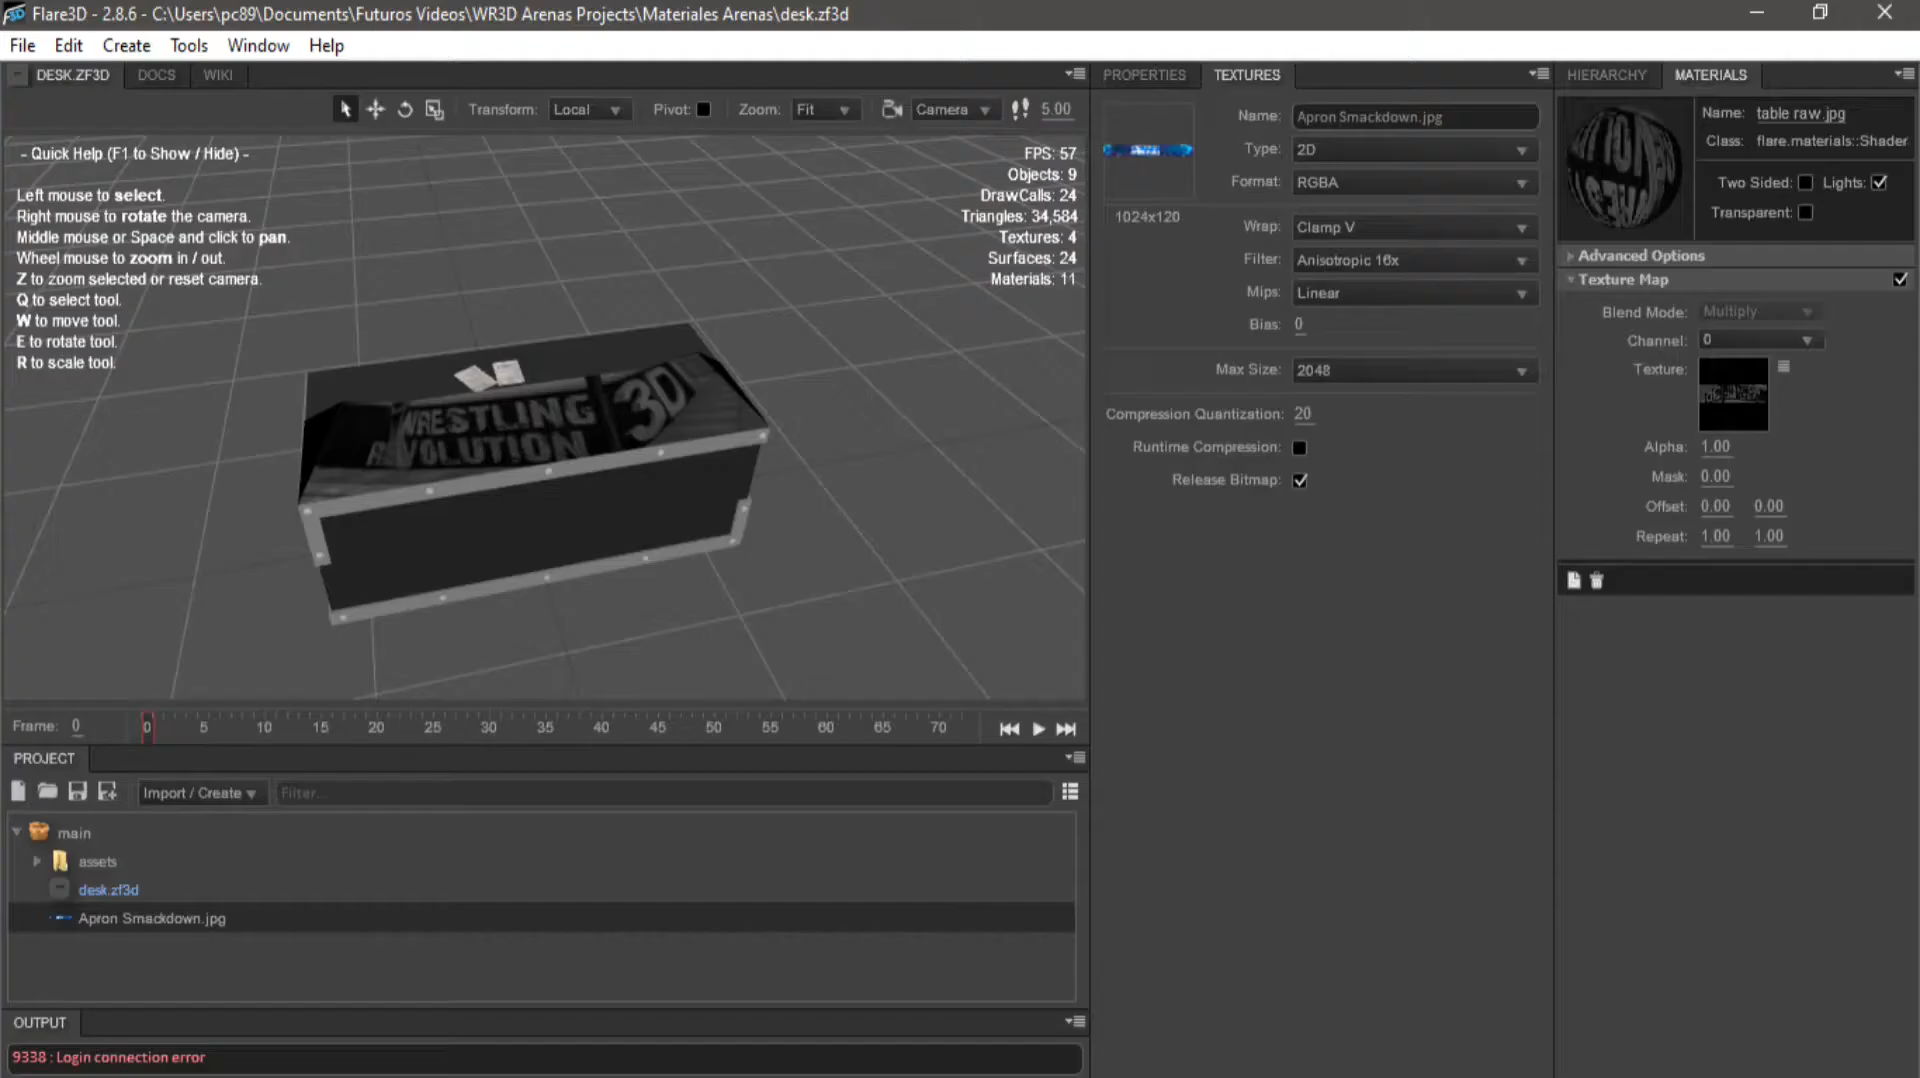 Flare3D - 2.8.6 - C:\Users\pc89\Documents\Futuros Videos\WR3D Arenas Projects\Materiales Arenas\desk.zf3d
File Edit Create Tools Window Help
DESK.ZF3D DOCS WIKI
Transform: Local Pivot: Zoom: Fit Camera 5.00
- Quick Help (F1 to Show / Hide) -
Left mouse to select.
Right mouse to rotate the camera.
Middle mouse or Space and click to pan.
Wheel mouse to zoom in / out.
Z to zoom selected or reset camera.
Q to select tool.
W to move tool.
E to rotate tool.
R to scale tool.
FPS: 57
Objects: 9
DrawCalls: 24
Triangles: 34,584
Textures: 4
Surfaces: 24
Materials: 11
WRESTLING
REVOLUTION
3D
Frame: 0
0 5 10 15 20 25 30 35 40 45 50 55 60 65 70
PROJECT
Import / Create Filter...
main
assets
desk.zf3d
Apron Smackdown.jpg
OUTPUT
9338 : Login connection error
PROPERTIES TEXTURES
Name: Apron Smackdown.jpg
Type: 2D
Format: RGBA
1024x120
Wrap: Clamp V
Filter: Anisotropic 16x
Mips: Linear
Bias: 0
Max Size: 2048
Compression Quantization: 20
Runtime Compression:
Release Bitmap:
HIERARCHY MATERIALS
Name: table raw.jpg
Class: flare.materials::Shader
Two Sided: Lights:
Transparent:
Advanced Options
Texture Map
Blend Mode: Multiply
Channel: 0
Texture:
Alpha: 1.00
Mask: 0.00
Offset: 0.00 0.00
Repeat: 1.00 1.00